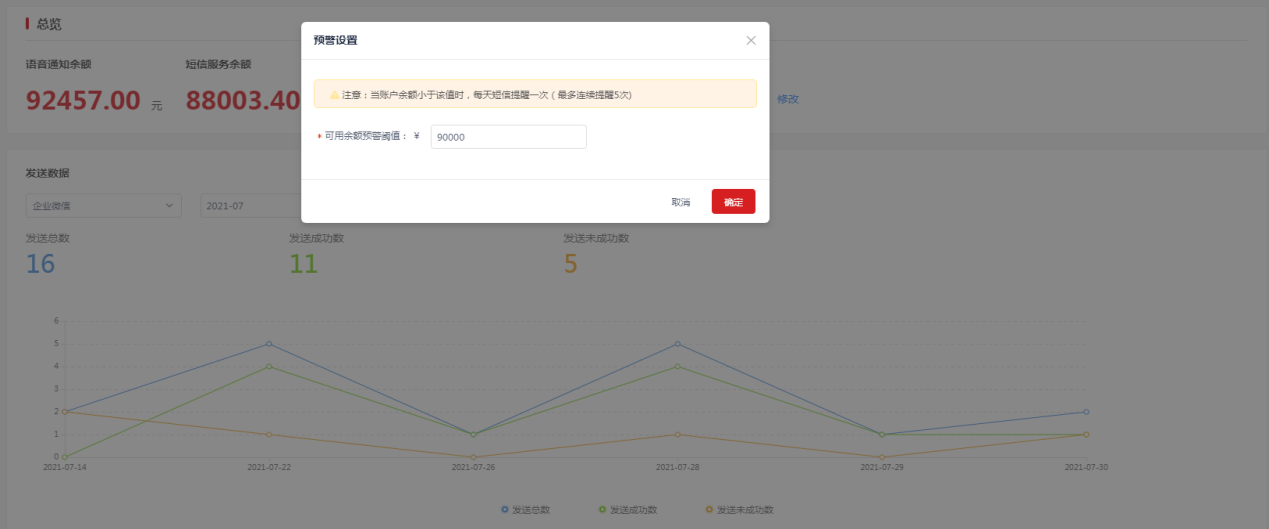 总览
语音通知余额 短信服务余额
92457.00 元 88003.40
修改
预警设置
注意：当账户余额小于该值时，每天短信提醒一次（最多连续提醒5次)
* 可用余额预警阈值： ¥ 90000
取消 确定
发送数据
企业微信 2021-07
发送总数 发送成功数 发送未成功数
16 11 5
6
5
4
3
2
1
0
2021-07-14 2021-07-22 2021-07-26 2021-07-28 2021-07-29 2021-07-30
发送总数 发送成功数 发送未成功数